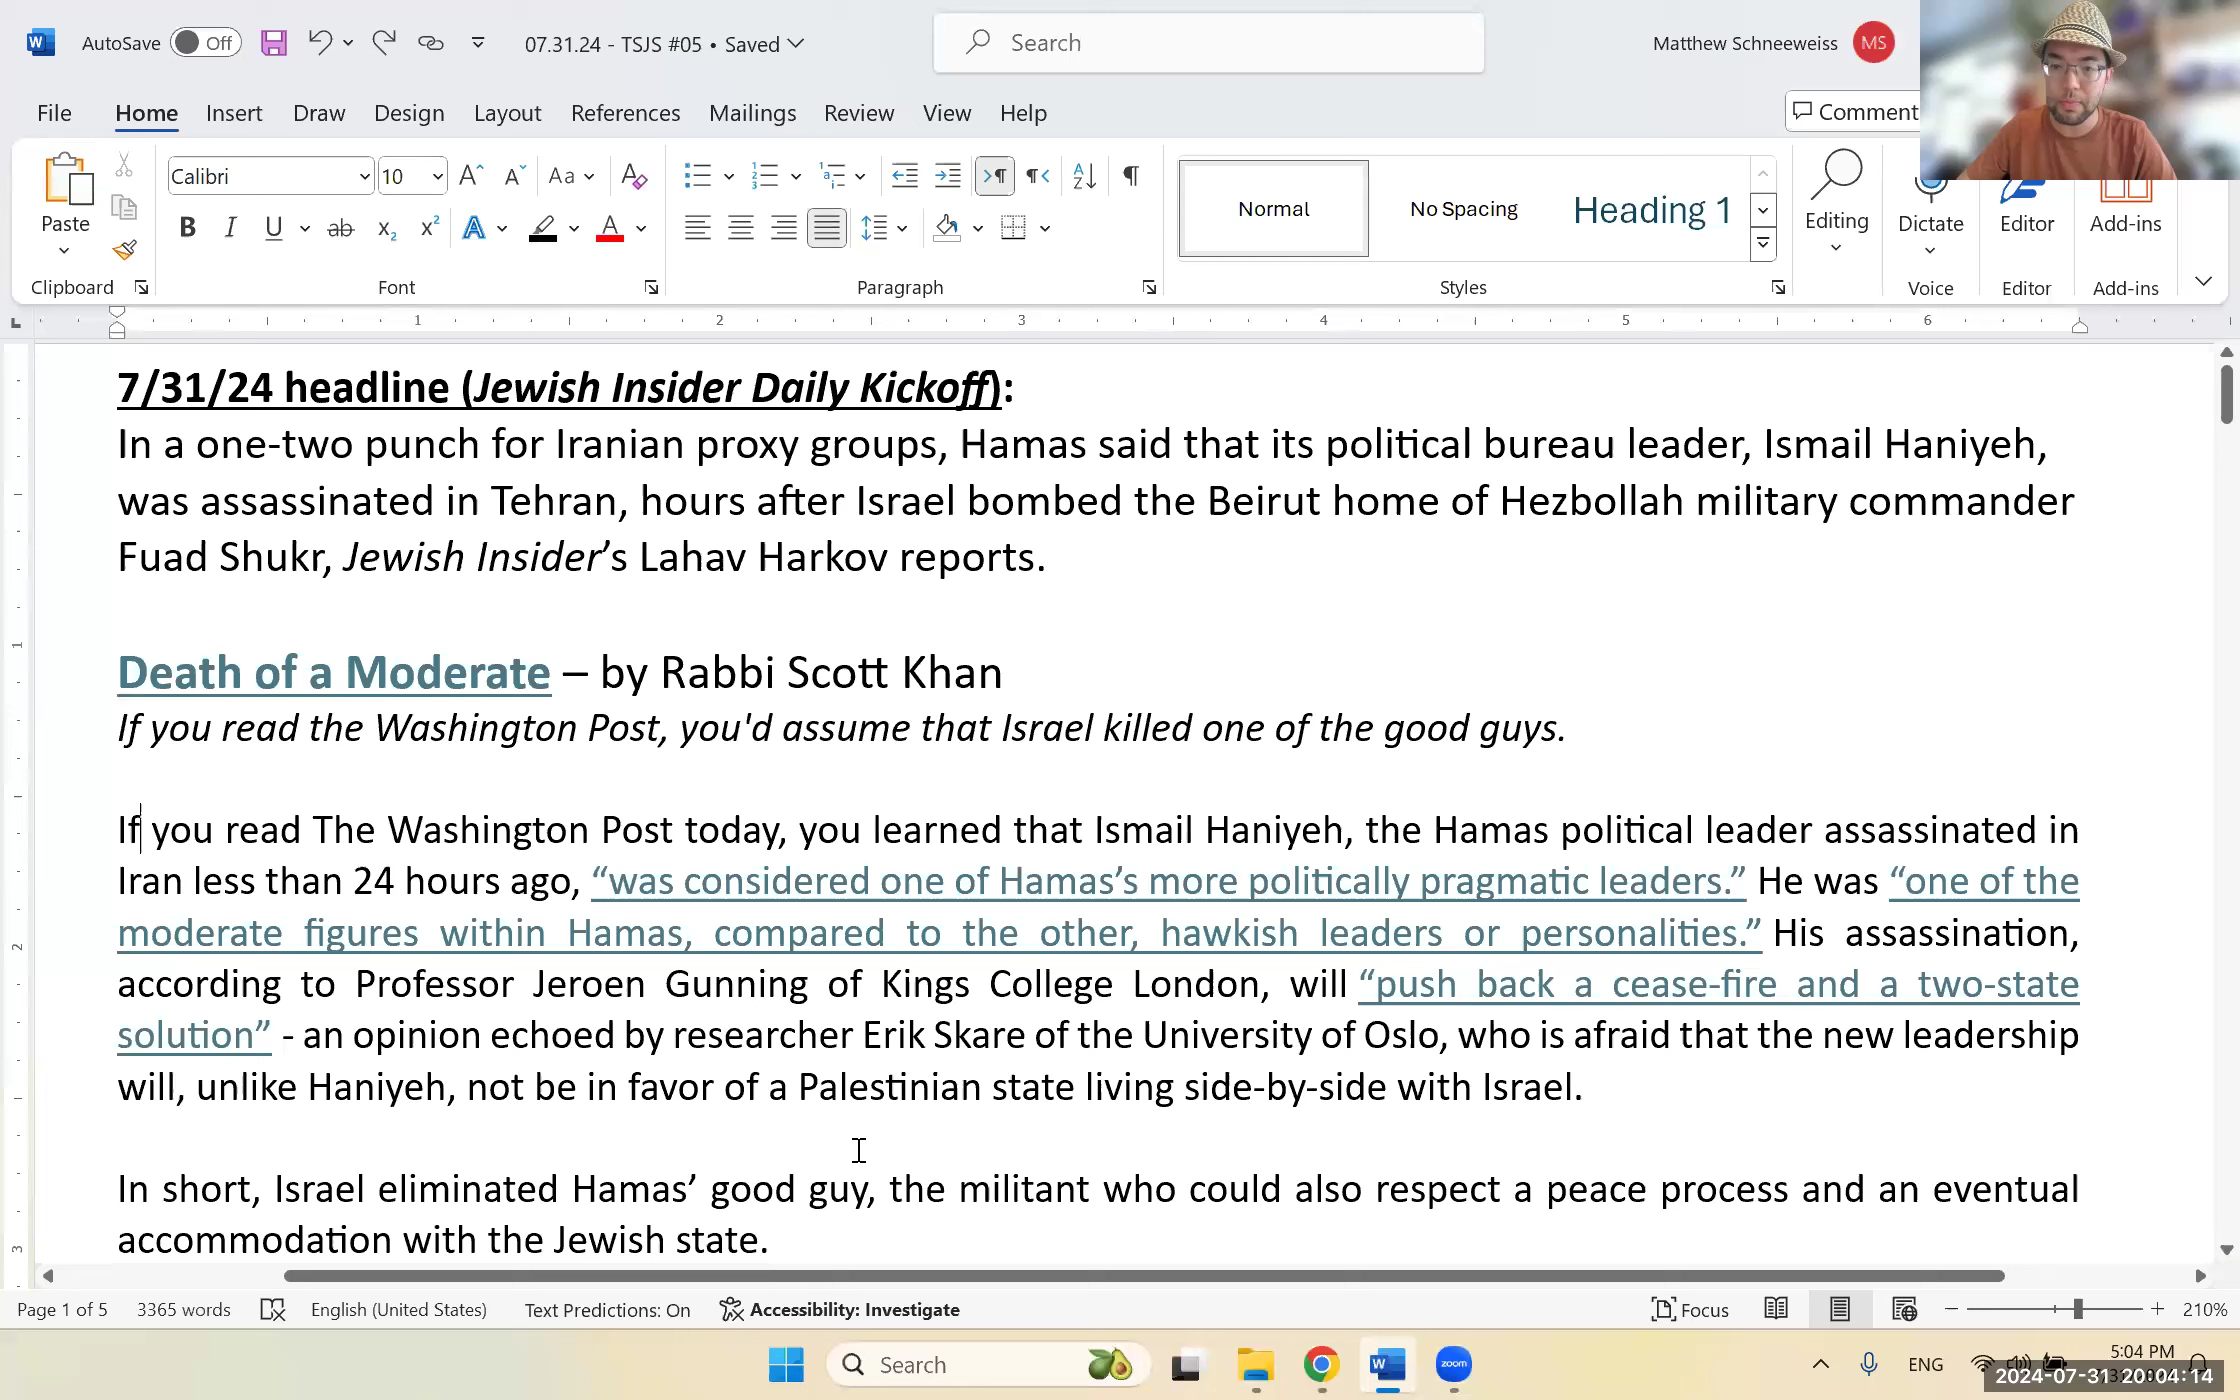 AutoSave Off 07.31.24 - TSJS #05 • Saved Search Matthew Schneeweiss MS
File Home Insert Draw Design Layout References Mailings Review View Help Comment
Paste Calibri 10 Aa Normal No Spacing Heading 1 Editing Dictate Editor Add-ins
Clipboard Font Paragraph Styles Voice Editor Add-ins
1 2 3 4 5 6
7/31/24 headline (Jewish Insider Daily Kickoff):
In a one-two punch for Iranian proxy groups, Hamas said that its political bureau leader, Ismail Haniyeh,
was assassinated in Tehran, hours after Israel bombed the Beirut home of Hezbollah military commander
Fuad Shukr, Jewish Insider’s Lahav Harkov reports.
Death of a Moderate – by Rabbi Scott Khan
If you read the Washington Post, you'd assume that Israel killed one of the good guys.
If you read The Washington Post today, you learned that Ismail Haniyeh, the Hamas political leader assassinated in
Iran less than 24 hours ago, “was considered one of Hamas’s more politically pragmatic leaders.” He was “one of the
moderate figures within Hamas, compared to the other, hawkish leaders or personalities.” His assassination,
according to Professor Jeroen Gunning of Kings College London, will “push back a cease-fire and a two-state
solution” - an opinion echoed by researcher Erik Skare of the University of Oslo, who is afraid that the new leadership
will, unlike Haniyeh, not be in favor of a Palestinian state living side-by-side with Israel.
In short, Israel eliminated Hamas’ good guy, the militant who could also respect a peace process and an eventual
accommodation with the Jewish state.
Page 1 of 5 3365 words English (United States) Text Predictions: On Accessibility: Investigate Focus 210%
Search zoom ENG 5:04 PM
2024-07-31 20:04:14